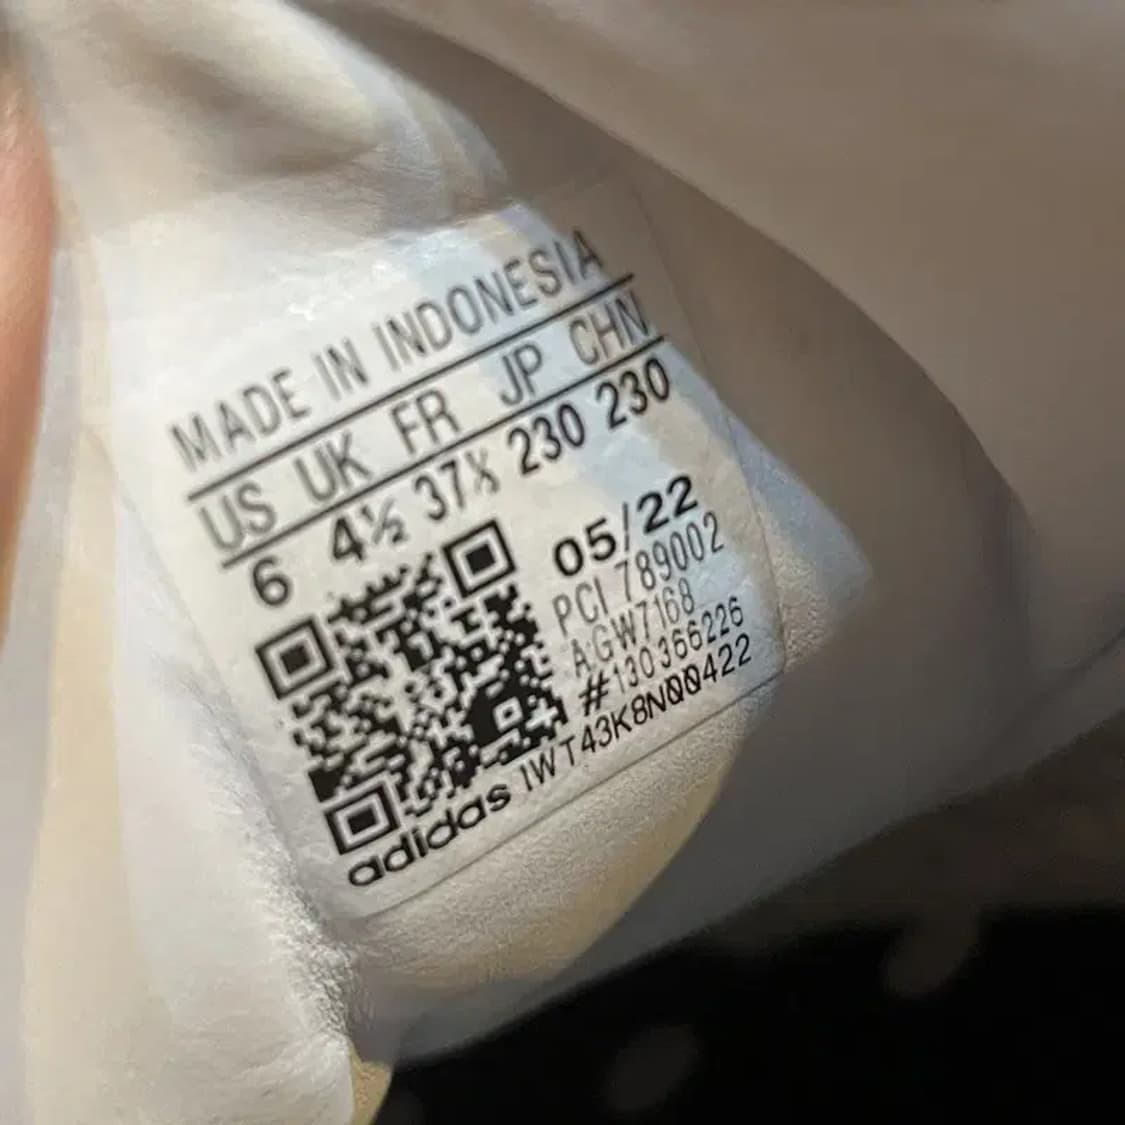 MADE IN INDONESIA
US UK FR JP CHN
6 4½ 37⅓ 230 230
05/22
PCI 789002
A:GW7168
#130366226
adidas 1WT43K8N00422